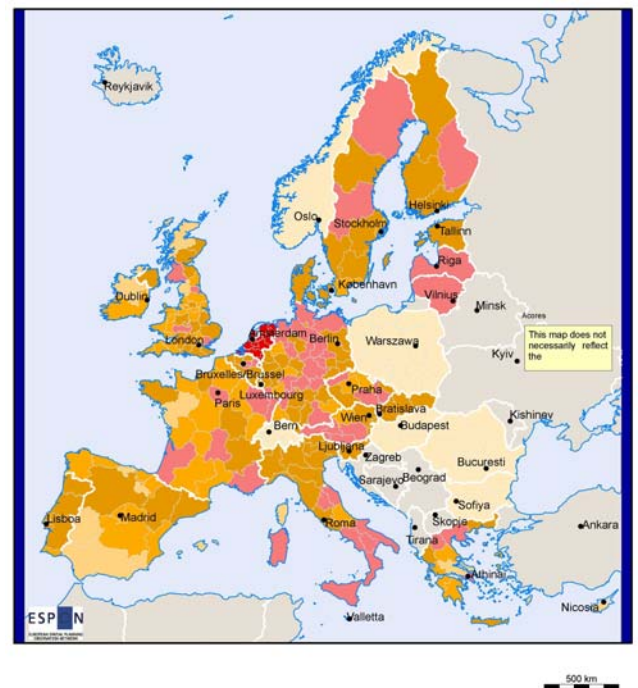 Reykjavik
Oslo
Helsinki
Stockholm
Tallinn
Riga
København
Dublin
Vilnius
Minsk
Acores
This map does not
necessarily reflect
the
London
Berlin
Warszawa
Kyiv
Bruxelles/Brussel
Luxembourg
Paris
Praha
Kishinev
Wien
Bratislava
Bern
Budapest
Ljubljana
Zagreb
Bucuresti
Sarajevo
Beograd
Sofiya
Lisboa
Madrid
Roma
Skopje
Tirana
Ankara
Athinai
Nicosia
ESPON
Valletta
500 km